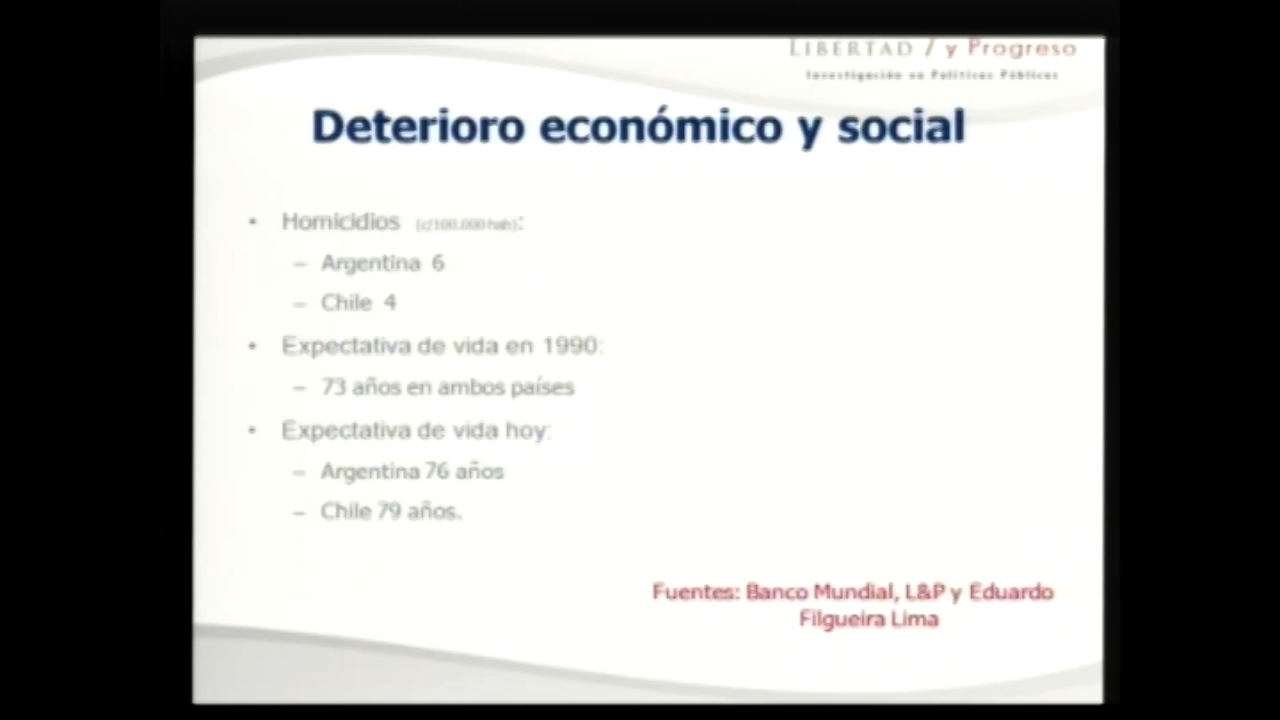 LIBERTAD / y Progreso
Investigación en Políticas Públicas
Deterioro económico y social
• Homicidios (c/100.000 hab):
– Argentina 6
– Chile 4
• Expectativa de vida en 1990:
– 73 años en ambos países
• Expectativa de vida hoy:
– Argentina 76 años
– Chile 79 años.
Fuentes: Banco Mundial, L&P y Eduardo
Filgueira Lima